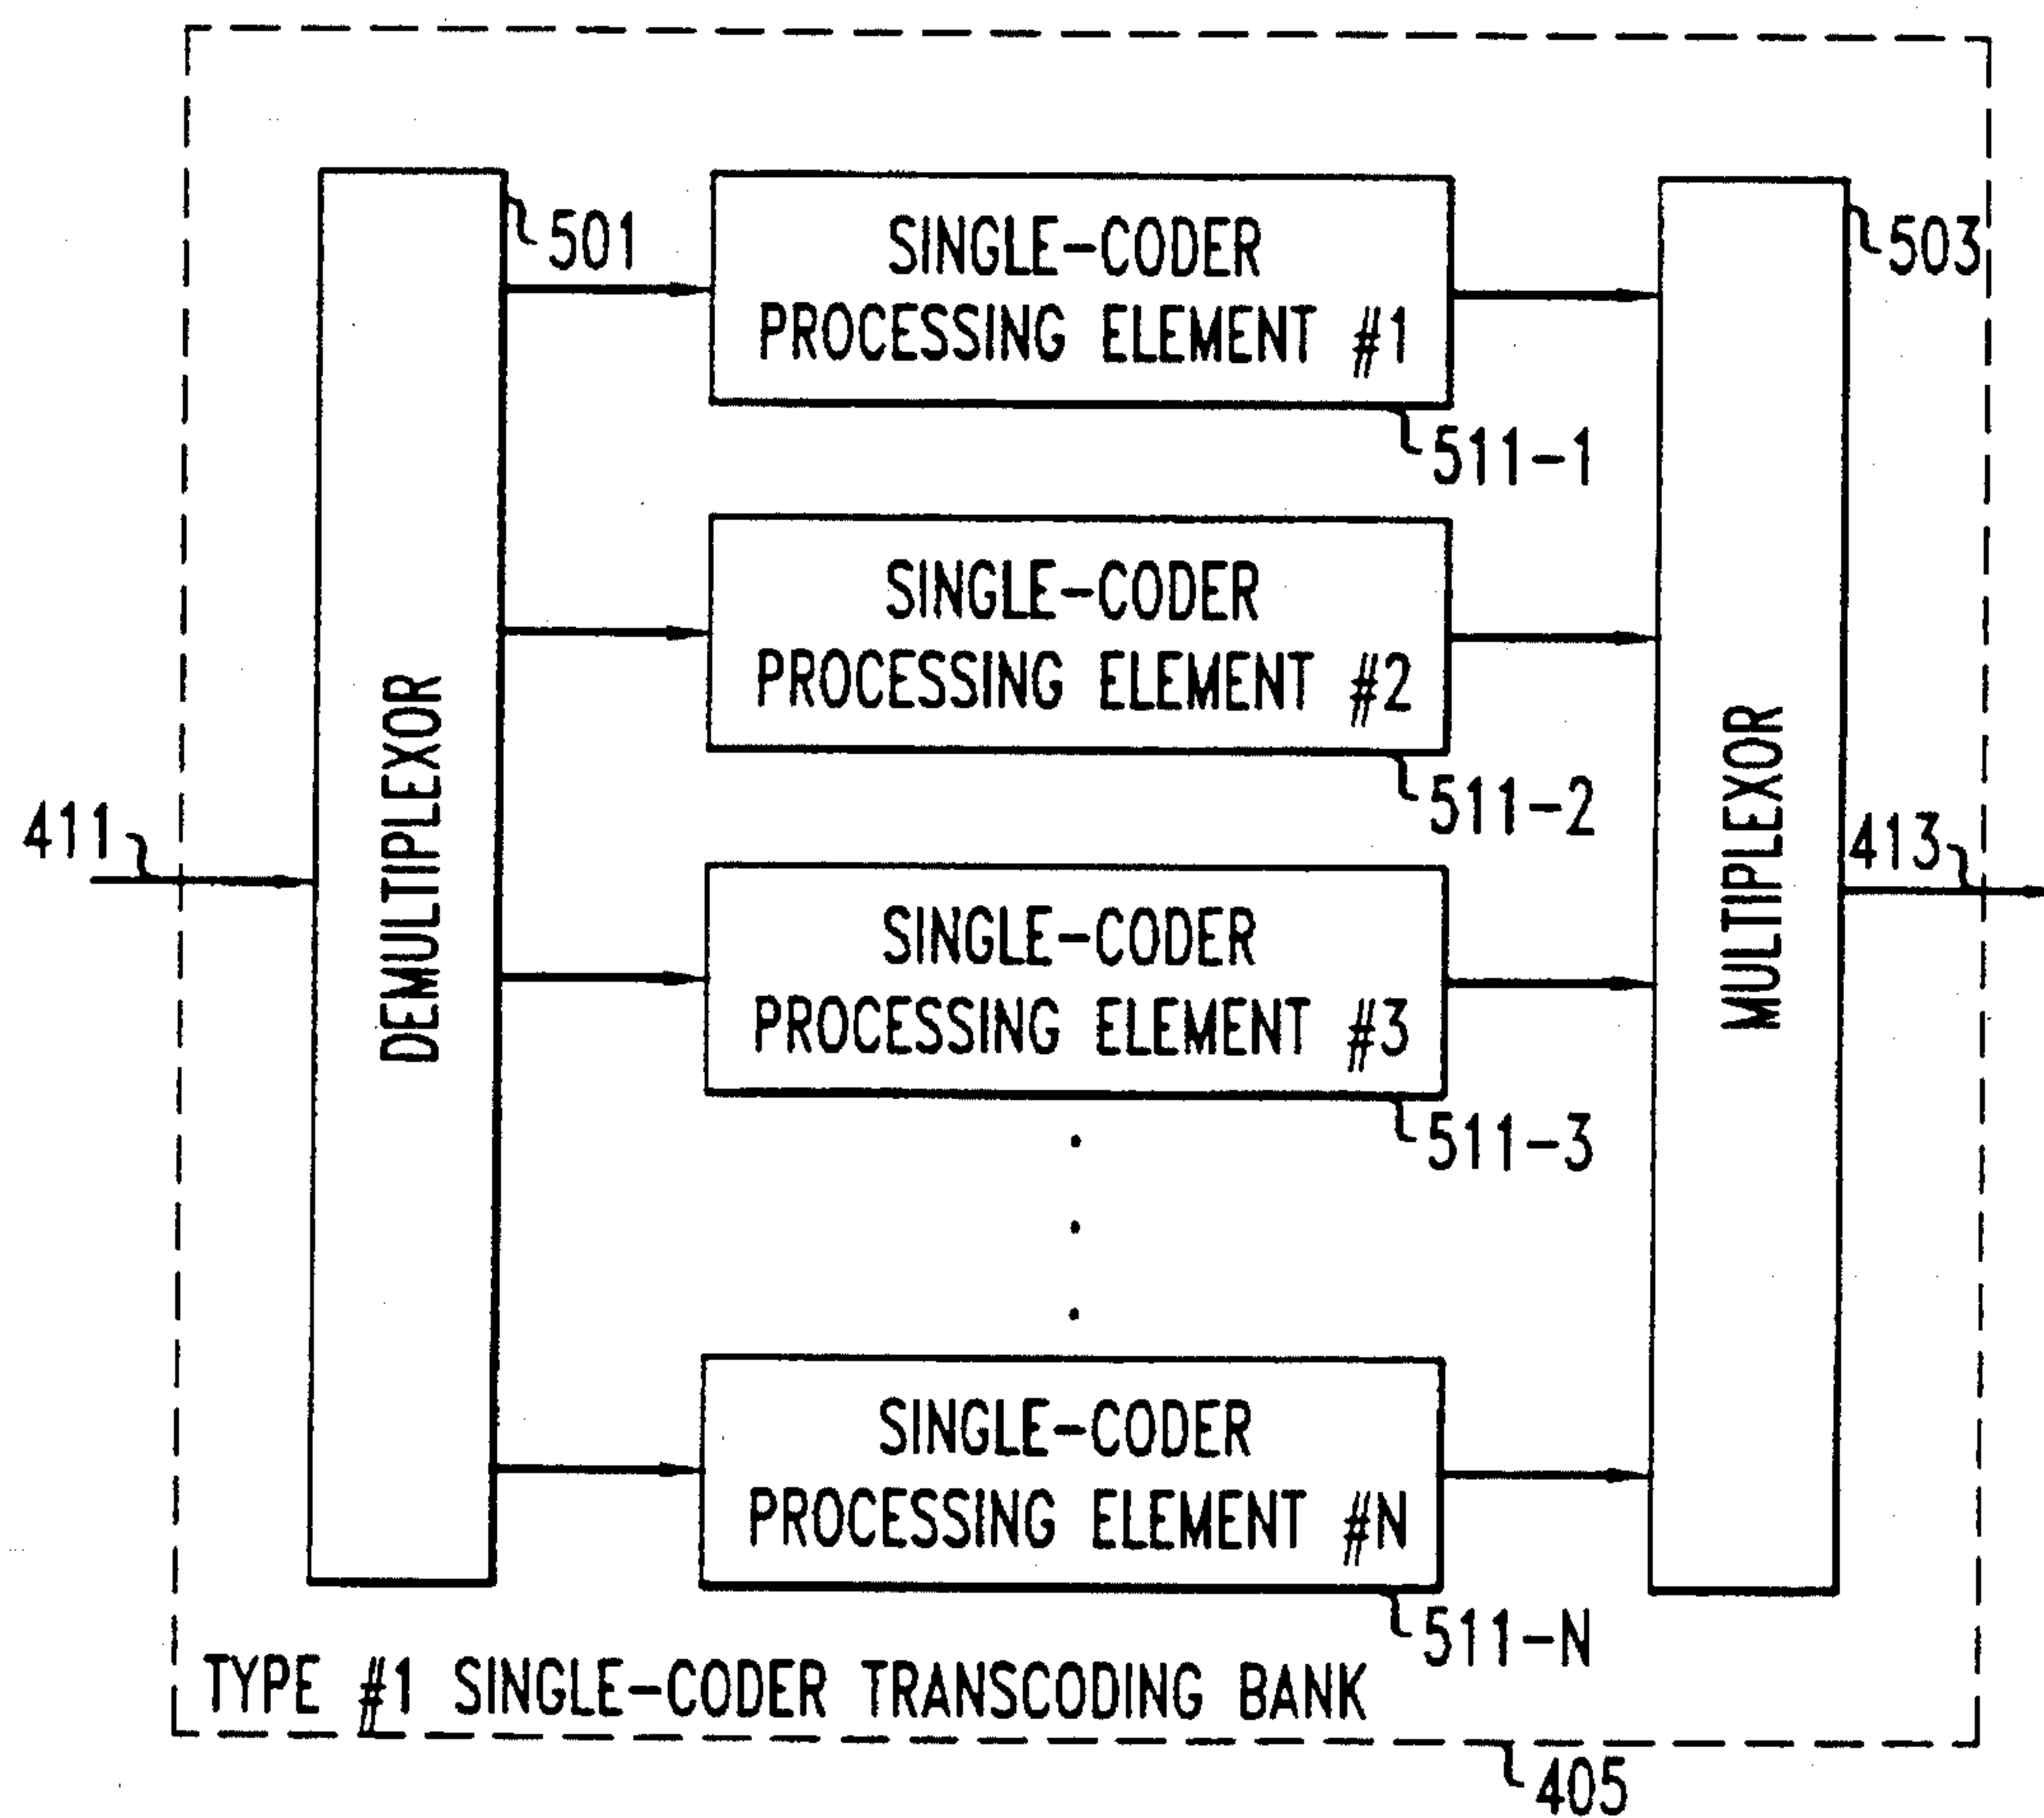 501
SINGLE-CODER
PROCESSING ELEMENT #1
503
511-1
SINGLE-CODER
PROCESSING ELEMENT #2
511-2
DEMULTIPLEXOR
MULTIPLEXOR
411
413
SINGLE-CODER
PROCESSING ELEMENT #3
511-3
SINGLE-CODER
PROCESSING ELEMENT #N
511-N
TYPE #1 SINGLE-CODER TRANSCODING BANK
405